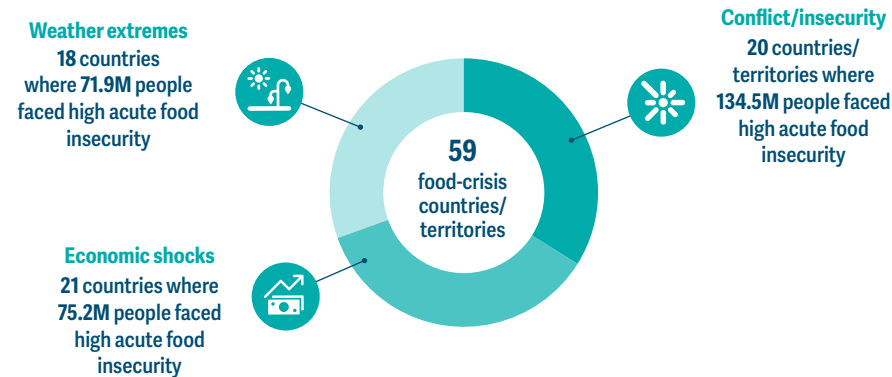 Weather extremes
18 countries
where 71.9M people
faced high acute food
insecurity
Conflict/insecurity
20 countries/
territories where
134.5M people faced
high acute food
insecurity
59
food-crisis
countries/
territories
Economic shocks
21 countries where
75.2M people faced
high acute food
insecurity